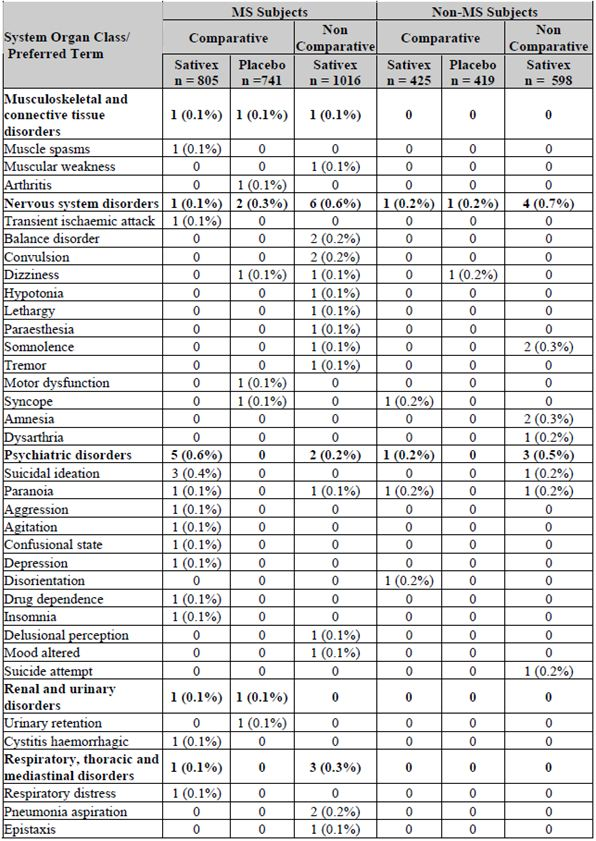 System Organ Class/ Preferred Term | MS Subjects | Non-MS Subjects
Comparative | Non Comparative | Comparative | Non Comparative
Sativex n = 805 | Placebo n =741 | Sativex n = 1016 | Sativex n = 425 | Placebo n = 419 | Sativex n = 598
Musculoskeletal and connective tissue disorders | 1 (0.1%) | 1 (0.1%) | 1 (0.1%) | 0 | 0 | 0
Muscle spasms | 1 (0.1%) | 0 | 0 | 0 | 0 | 0
Muscular weakness | 0 | 0 | 1 (0.1%) | 0 | 0 | 0
Arthritis | 0 | 1 (0.1%) | 0 | 0 | 0 | 0
Nervous system disorders | 1 (0.1%) | 2 (0.3%) | 6 (0.6%) | 1 (0.2%) | 1 (0.2%) | 4 (0.7%)
Transient ischaemic attack | 1 (0.1%) | 0 | 0 | 0 | 0 | 0
Balance disorder | 0 | 0 | 2 (0.2%) | 0 | 0 | 0
Convulsion | 0 | 0 | 2 (0.2%) | 0 | 0 | 0
Dizziness | 0 | 1 (0.1%) | 1 (0.1%) | 0 | 1 (0.2%) | 0
Hypotonia | 0 | 0 | 1 (0.1%) | 0 | 0 | 0
Lethargy | 0 | 0 | 1 (0.1%) | 0 | 0 | 0
Paraesthesia | 0 | 0 | 1 (0.1%) | 0 | 0 | 0
Somnolence | 0 | 0 | 1 (0.1%) | 0 | 0 | 2 (0.3%)
Tremor | 0 | 0 | 1 (0.1%) | 0 | 0 | 0
Motor dysfunction | 0 | 1 (0.1%) | 0 | 0 | 0 | 0
Syncope | 0 | 1 (0.1%) | 0 | 1 (0.2%) | 0 | 0
Amnesia | 0 | 0 | 0 | 0 | 0 | 2 (0.3%)
Dysarthria | 0 | 0 | 0 | 0 | 0 | 1 (0.2%)
Psychiatric disorders | 5 (0.6%) | 0 | 2 (0.2%) | 1 (0.2%) | 0 | 3 (0.5%)
Suicidal ideation | 3 (0.4%) | 0 | 0 | 0 | 0 | 1 (0.2%)
Paranoia | 1 (0.1%) | 0 | 1 (0.1%) | 1 (0.2%) | 0 | 1 (0.2%)
Aggression | 1 (0.1%) | 0 | 0 | 0 | 0 | 0
Agitation | 1 (0.1%) | 0 | 0 | 0 | 0 | 0
Confusional state | 1 (0.1%) | 0 | 0 | 0 | 0 | 0
Depression | 1 (0.1%) | 0 | 0 | 0 | 0 | 0
Disorientation | 0 | 0 | 0 | 1 (0.2%) | 0 | 0
Drug dependence | 1 (0.1%) | 0 | 0 | 0 | 0 | 0
Insomnia | 1 (0.1%) | 0 | 0 | 0 | 0 | 0
Delusional perception | 0 | 0 | 1 (0.1%) | 0 | 0 | 0
Mood altered | 0 | 0 | 1 (0.1%) | 0 | 0 | 0
Suicide attempt | 0 | 0 | 0 | 0 | 0 | 1 (0.2%)
Renal and urinary disorders | 1 (0.1%) | 1 (0.1%) | 0 | 0 | 0 | 0
Urinary retention | 0 | 1 (0.1%) | 0 | 0 | 0 | 0
Cystitis haemorrhagic | 1 (0.1%) | 0 | 0 | 0 | 0 | 0
Respiratory, thoracic and mediastinal disorders | 1 (0.1%) | 0 | 3 (0.3%) | 0 | 0 | 0
Respiratory distress | 1 (0.1%) | 0 | 0 | 0 | 0 | 0
Pneumonia aspiration | 0 | 0 | 2 (0.2%) | 0 | 0 | 0
Epistaxis | 0 | 0 | 1 (0.1%) | 0 | 0 | 0